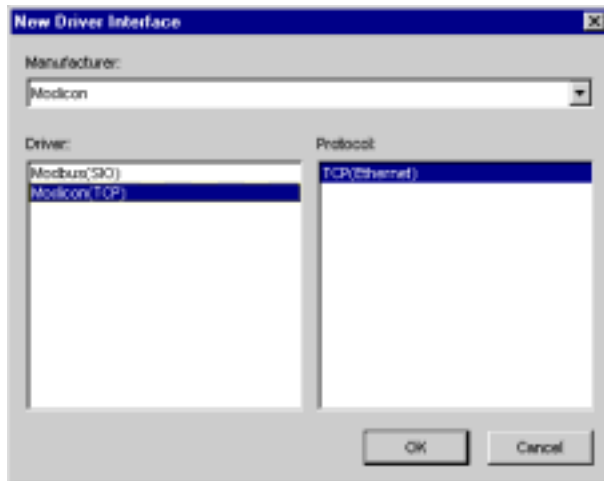 New Driver Interface
Manufacturer:
Modicon
Driver:
Protocol:
Modbus(SIO)
TCP(Ethernet)
Modicon(TCP)
OK
Cancel